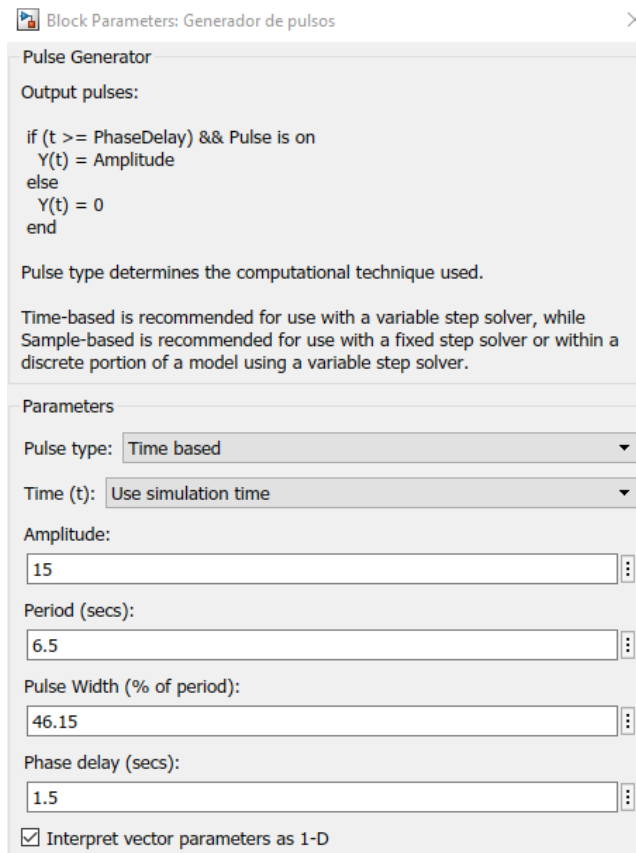 Block Parameters: Generador de pulsos
Pulse Generator
Output pulses:
if (t >= PhaseDelay) && Pulse is on
Y(t) = Amplitude
else
Y(t) = 0
end
Pulse type determines the computational technique used.
Time-based is recommended for use with a variable step solver, while
Sample-based is recommended for use with a fixed step solver or within a
discrete portion of a model using a variable step solver.
Parameters
Pulse type: Time based
Time (t): Use simulation time
Amplitude:
15
Period (secs):
6.5
Pulse Width (% of period):
46.15
Phase delay (secs):
1.5
Interpret vector parameters as 1-D